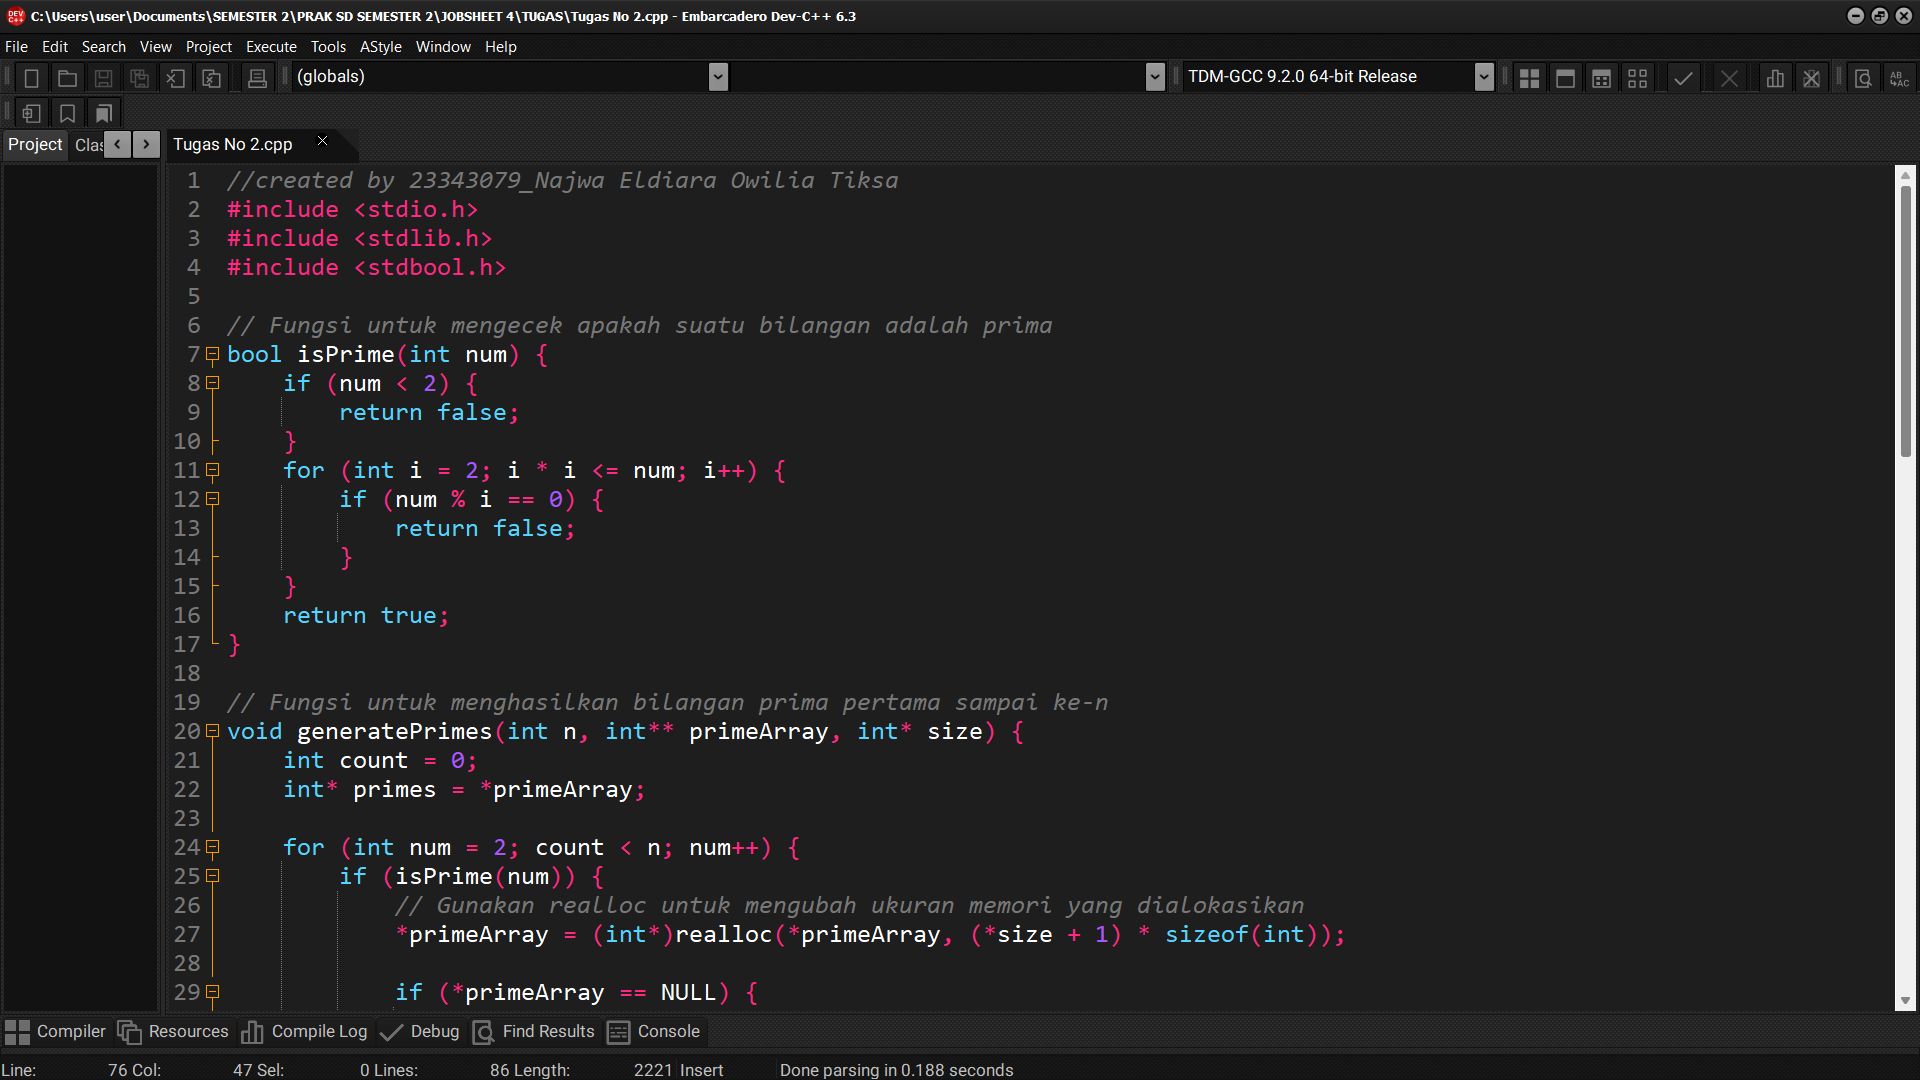 C:\Users\user\Documents\SEMESTER 2\PRAK SD SEMESTER 2\JOBSHEET 4\TUGAS\Tugas No 2.cpp - Embarcadero Dev-C++ 6.3
File Edit Search View Project Execute Tools AStyle Window Help
(globals) TDM-GCC 9.2.0 64-bit Release
Project Clas Tugas No 2.cpp
1 //created by 23343079_Najwa Eldiara Owilia Tiksa
2 #include <stdio.h>
3 #include <stdlib.h>
4 #include <stdbool.h>
5
6 // Fungsi untuk mengecek apakah suatu bilangan adalah prima
7 bool isPrime(int num) {
8 if (num < 2) {
9 return false;
10 }
11 for (int i = 2; i * i <= num; i++) {
12 if (num % i == 0) {
13 return false;
14 }
15 }
16 return true;
17 }
18
19 // Fungsi untuk menghasilkan bilangan prima pertama sampai ke-n
20 void generatePrimes(int n, int** primeArray, int* size) {
21 int count = 0;
22 int* primes = *primeArray;
23
24 for (int num = 2; count < n; num++) {
25 if (isPrime(num)) {
26 // Gunakan realloc untuk mengubah ukuran memori yang dialokasikan
27 *primeArray = (int*)realloc(*primeArray, (*size + 1) * sizeof(int));
28
29 if (*primeArray == NULL) {
Compiler Resources Compile Log Debug Find Results Console
Line: 76 Col: 47 Sel: 0 Lines: 86 Length: 2221 Insert Done parsing in 0.188 seconds